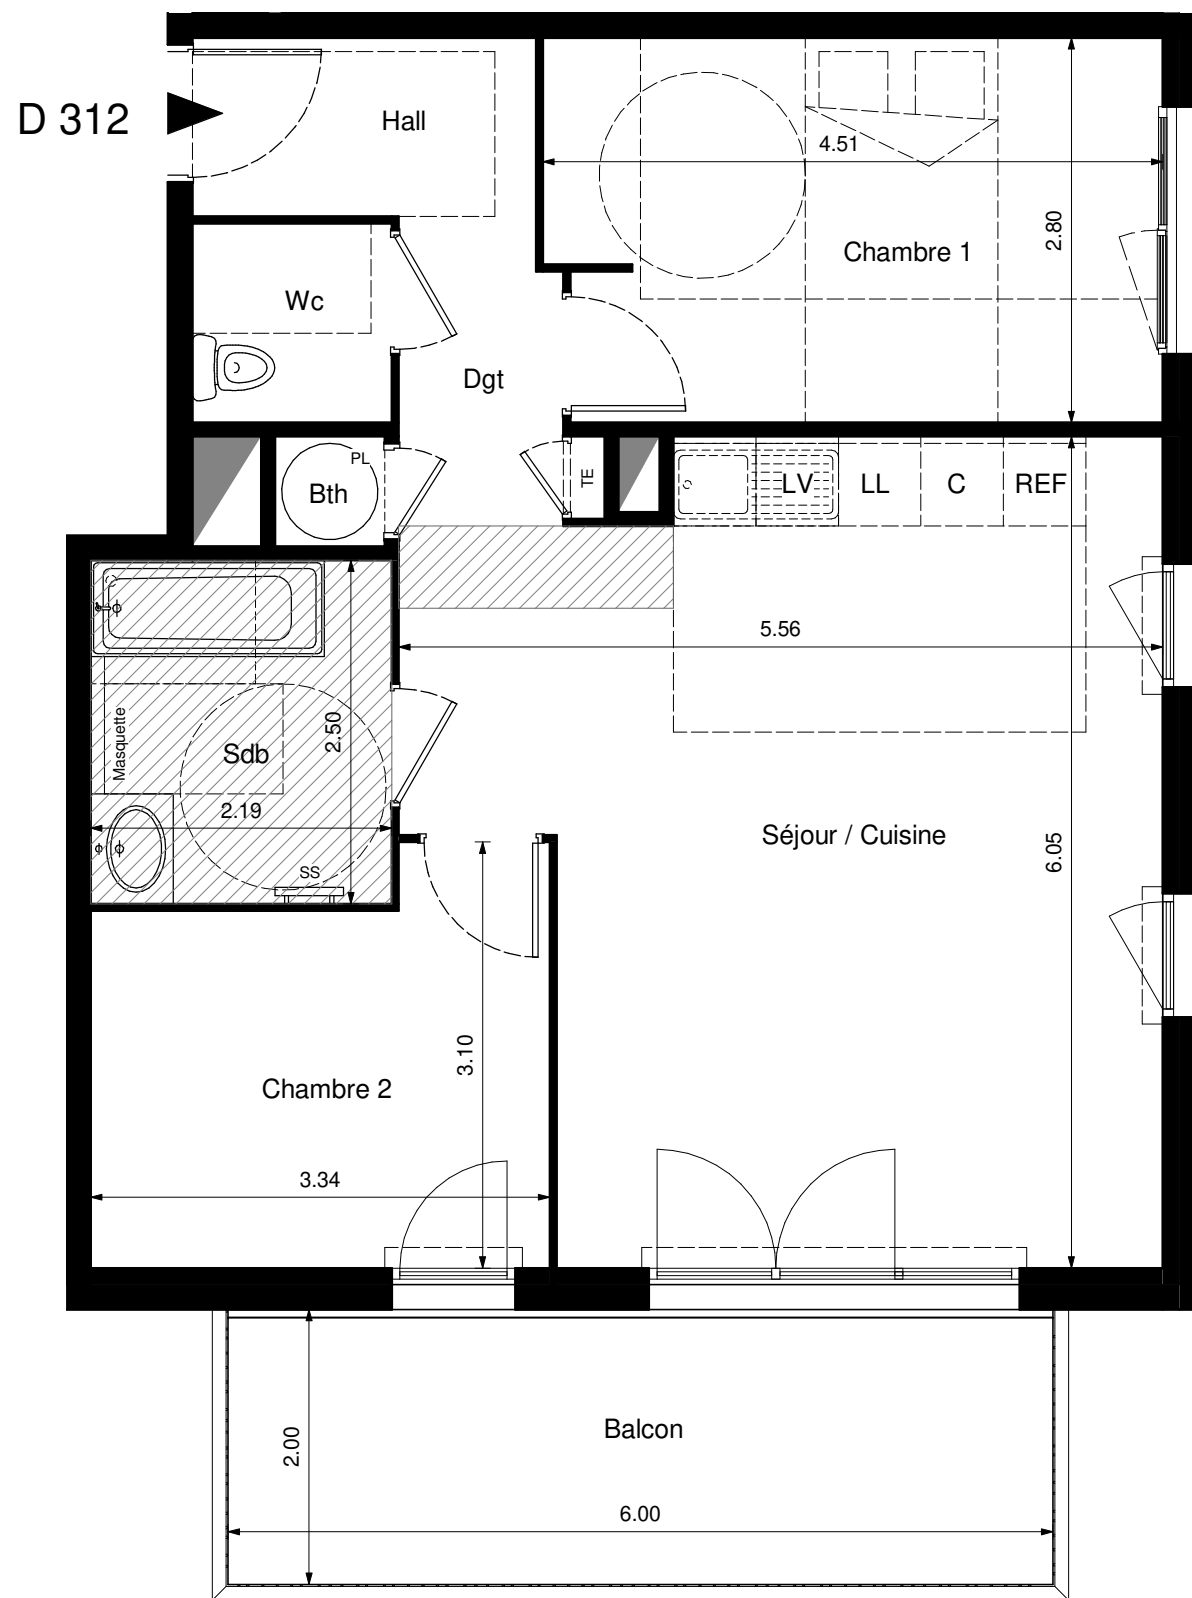 D 312
Hall
4.51
2.80
Chambre 1
Wc
Dgt
PL
Bth
TE
LV
LL
C
REF
5.56
Masquette
Sdb
2.50
2.19
SS
Séjour / Cuisine
6.05
3.10
Chambre 2
3.34
Balcon
2.00
6.00